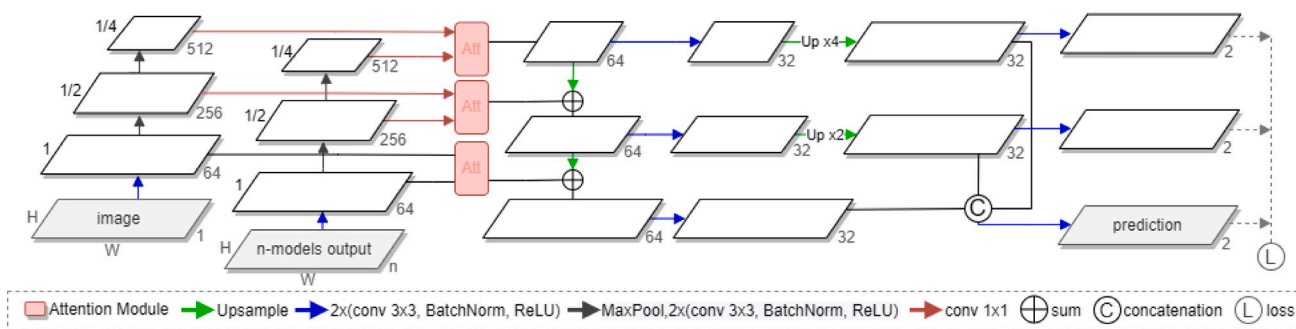 1/4
512
1/2
256
1
64
H
image
W
1
1/4
512
1/2
256
1
64
H
n-models output
W
n
Att
Att
Att
64
32
Up x4
32
2
64
32
Up x2
32
2
64
32
C
prediction
2
L
Attention Module
Upsample
2x(conv 3x3, BatchNorm, ReLU)
MaxPool,2x(conv 3x3, BatchNorm, ReLU)
conv 1x1
sum
C
concatenation
L
loss